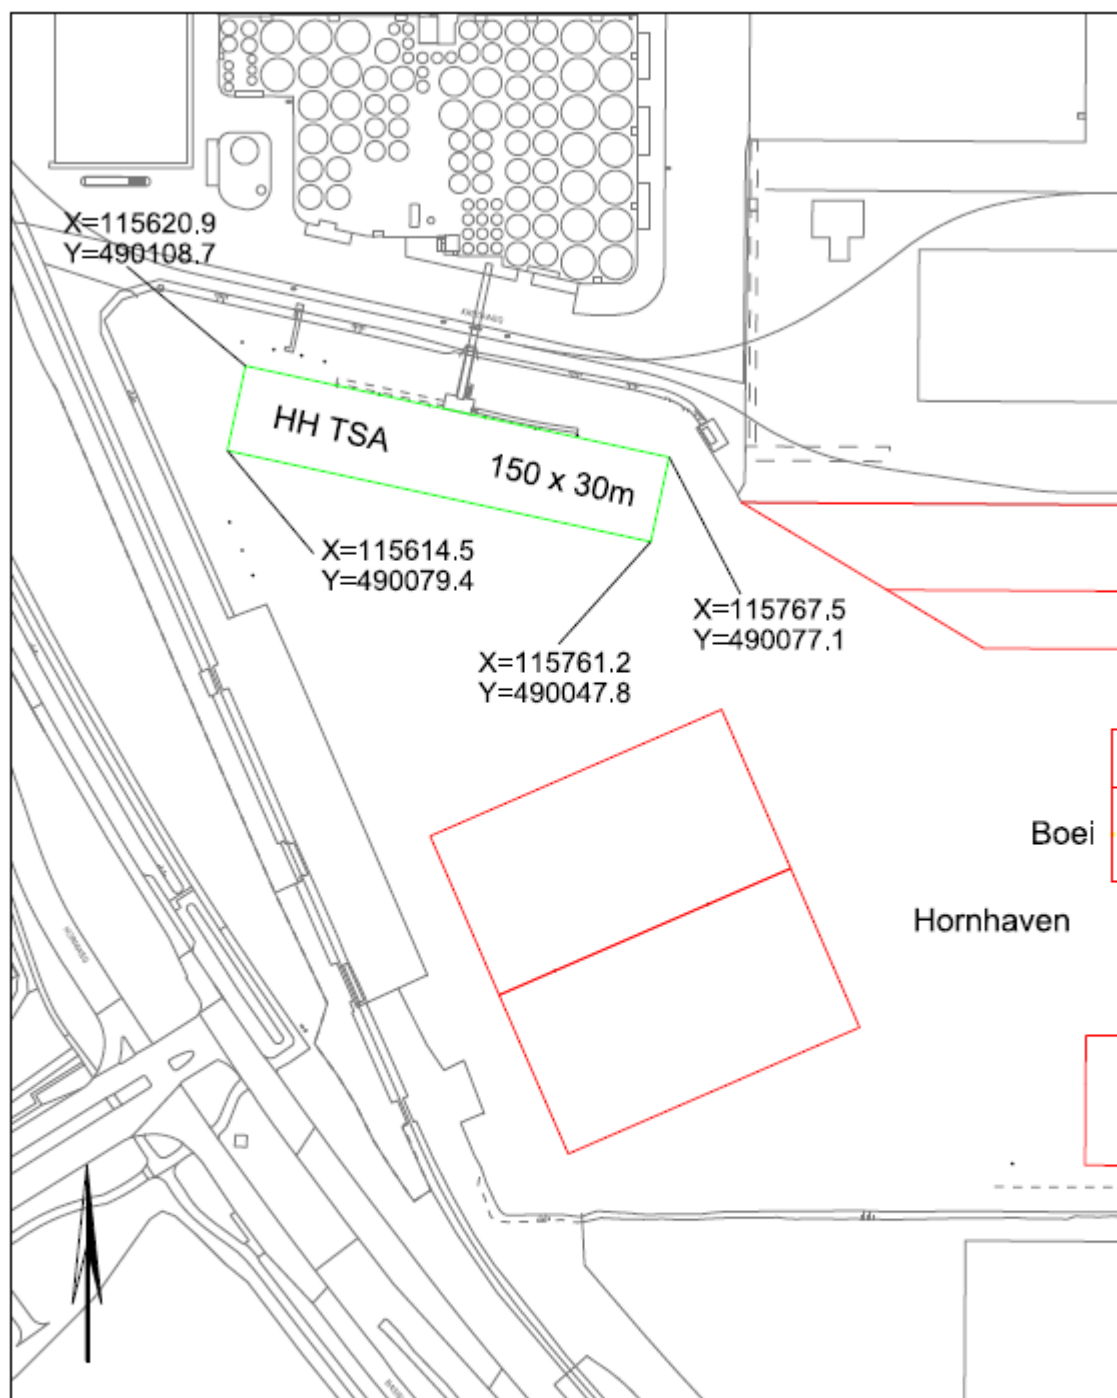 X=115620.9
Y=490108.7
HH TSA
150 x 30m
X=115614.5
Y=490079.4
X=115767.5
Y=490077.1
X=115761.2
Y=490047.8
Boei
Hornhaven